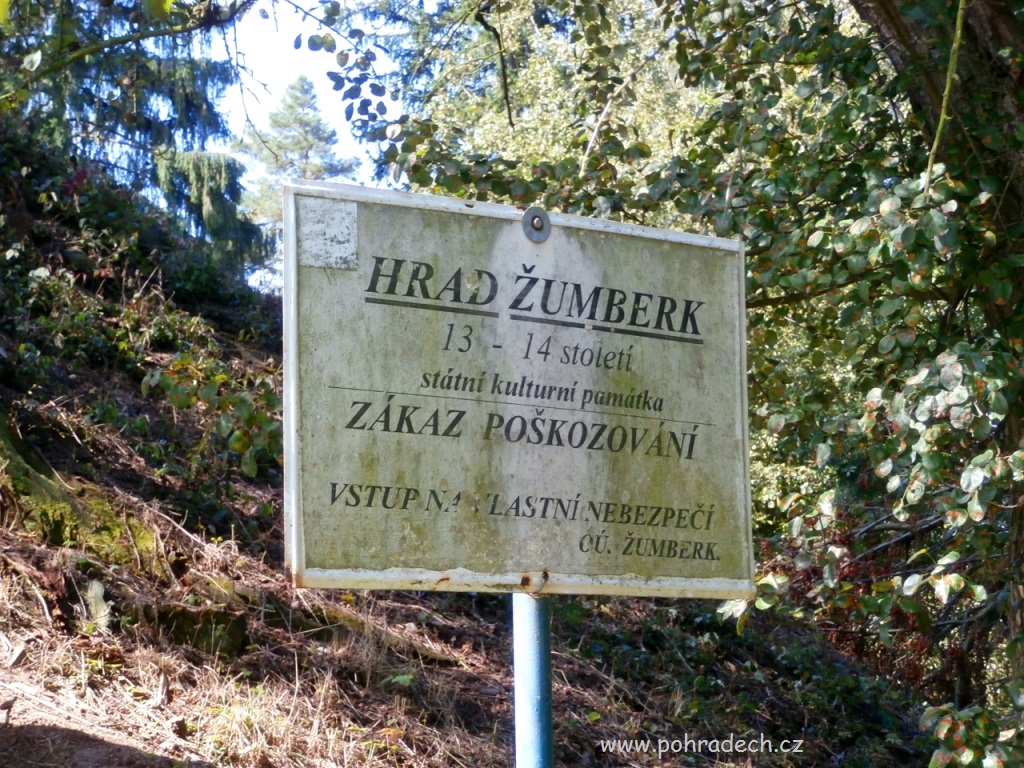 HRAD ŽUMBERK
13 - 14 století
státní kulturní památka
ZÁKAZ POŠKOZOVÁNÍ
VSTUP NA VLASTNÍ NEBEZPEČÍ
OÚ. ŽUMBERK.
www.pohradech.cz